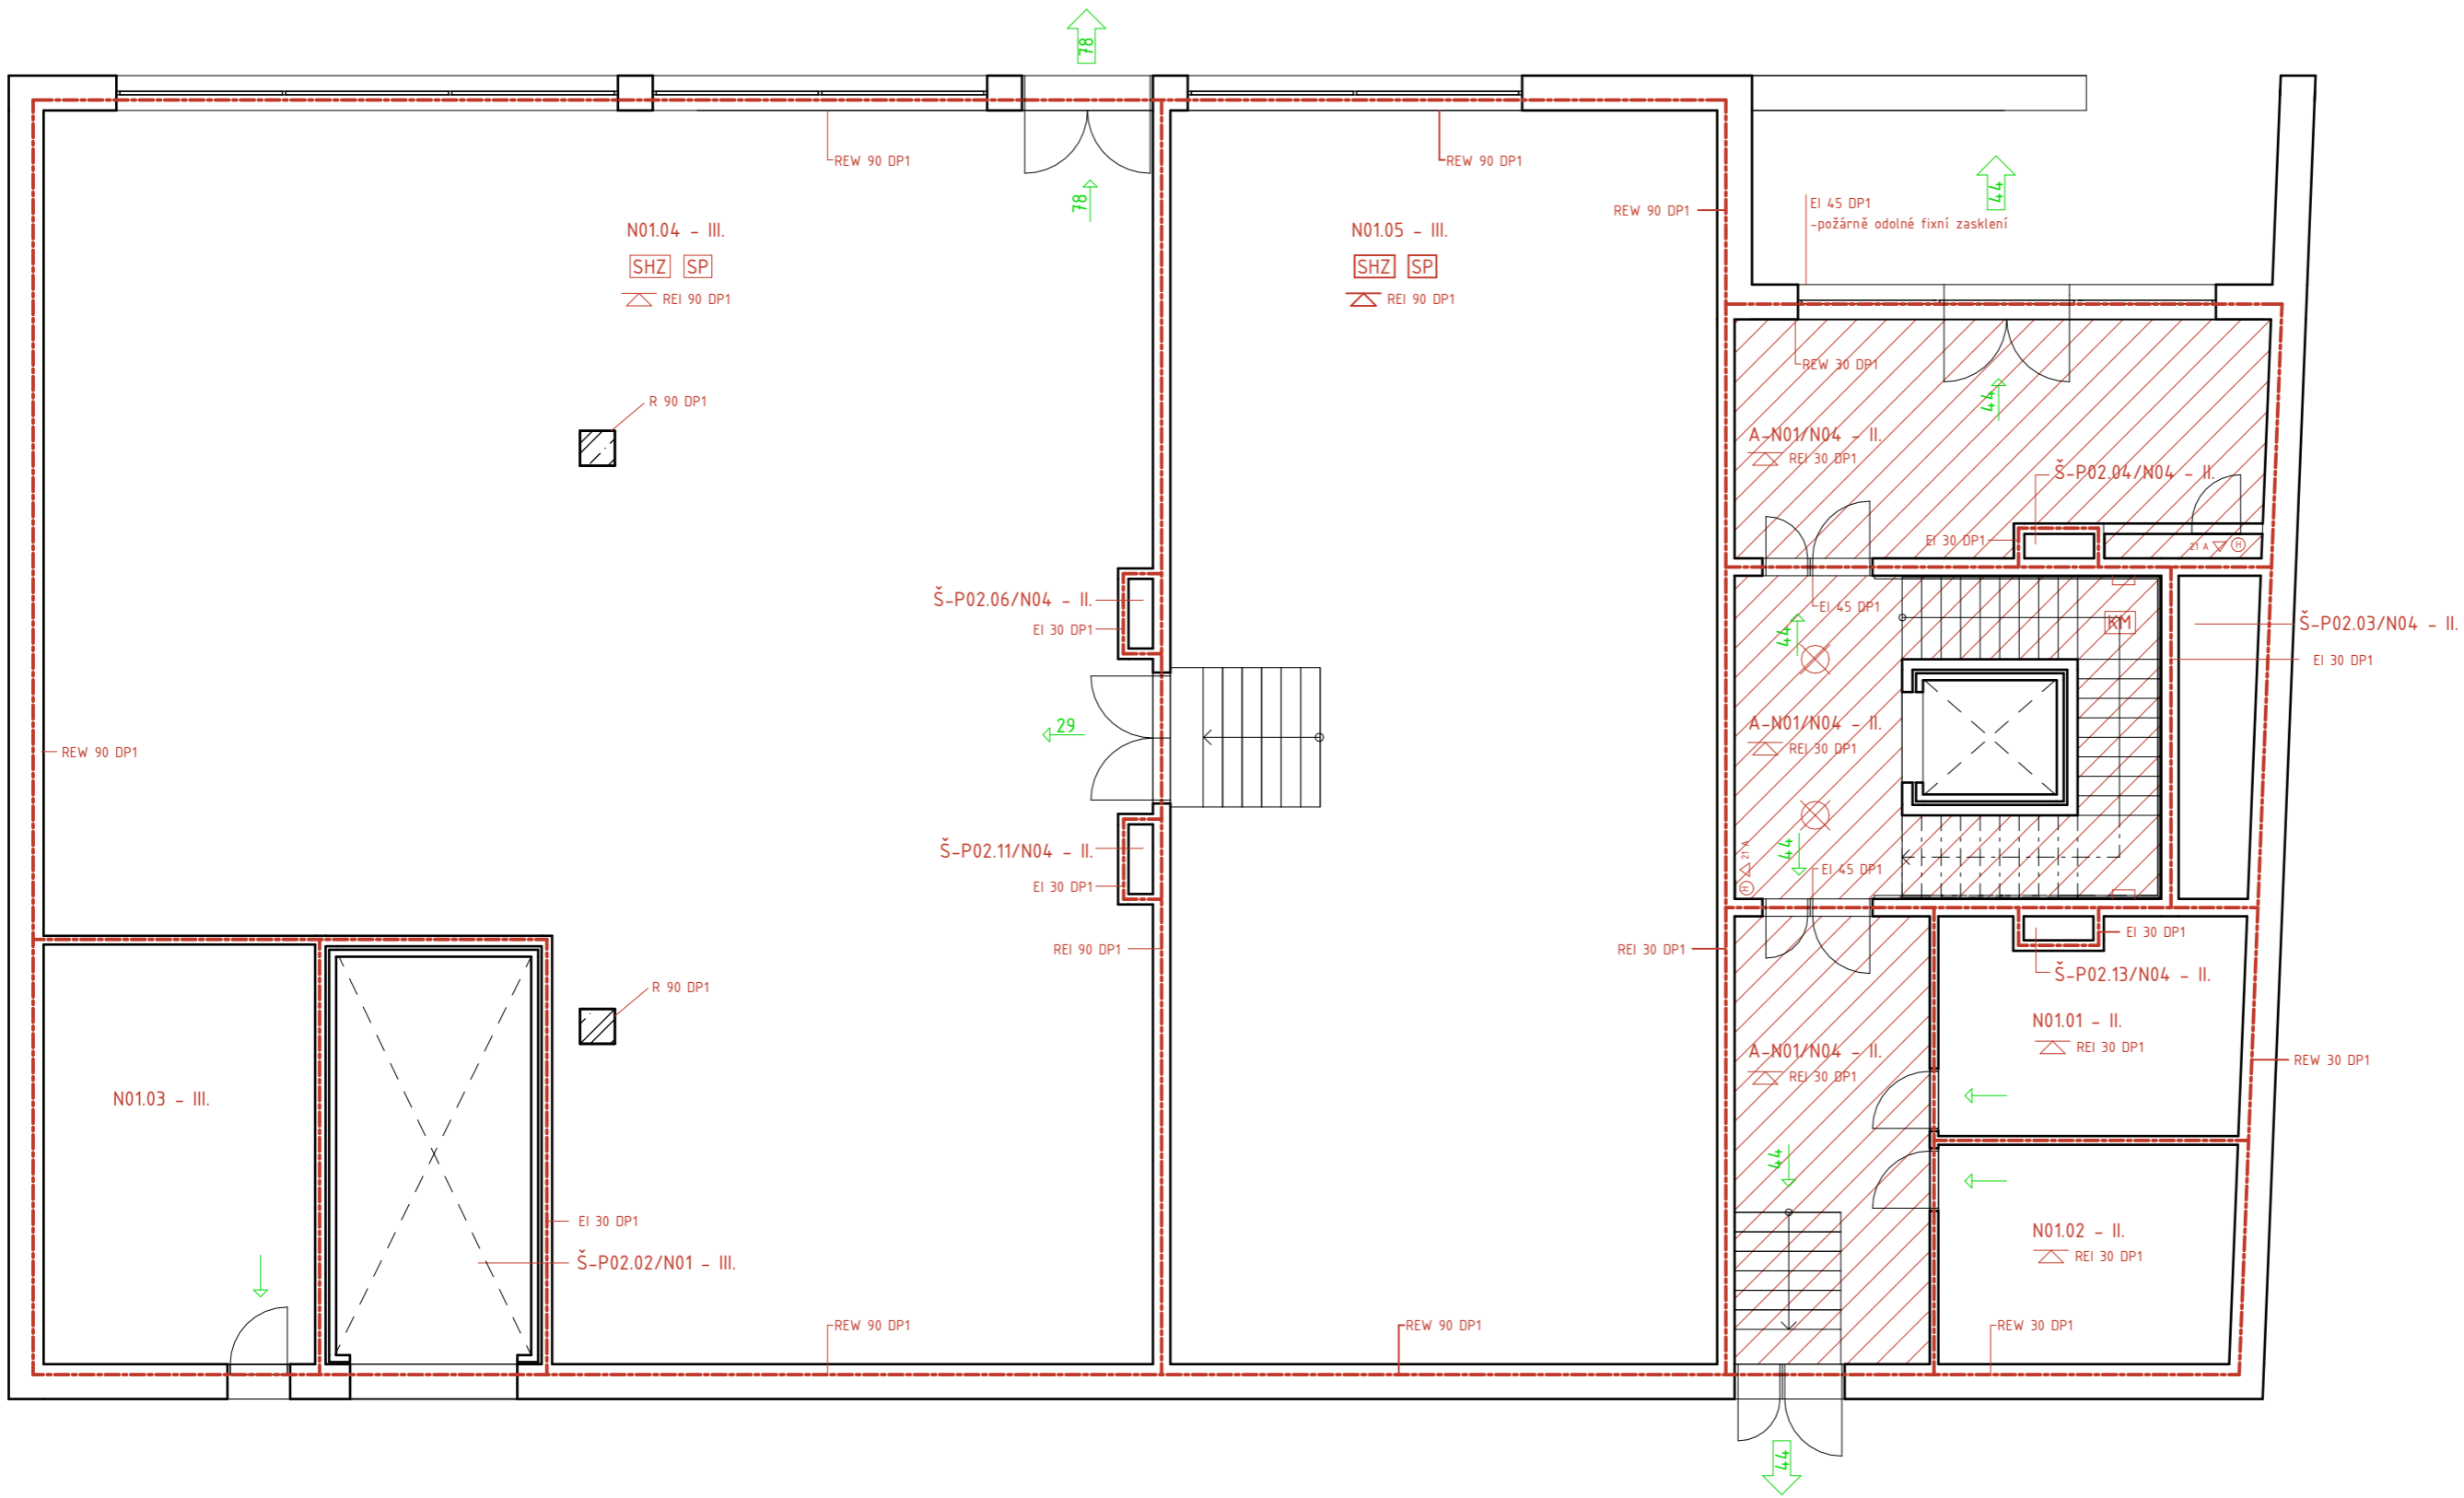 78
REW 90 DP1
REW 90 DP1
78
REW 90 DP1
44
EI 45 DP1
-požárně odolné fixní zasklení
N01.04 - III.
SHZ SP
REI 90 DP1
N01.05 - III.
SHZ SP
REI 90 DP1
REW 30 DP1
44
R 90 DP1
A-N01/N04 - II.
REI 30 DP1
Š-P02.04/N04 - II.
EI 30 DP1
21 A H
Š-P02.06/N04 - II.
EI 30 DP1
EI 45 DP1
44
KM
Š-P02.03/N04 - II.
EI 30 DP1
29
A-N01/N04 - II.
REI 30 DP1
REW 90 DP1
Š-P02.11/N04 - II.
EI 30 DP1
44
H 21 A
EI 45 DP1
REI 90 DP1
REI 30 DP1
EI 30 DP1
Š-P02.13/N04 - II.
R 90 DP1
N01.01 - II.
REI 30 DP1
A-N01/N04 - II.
REI 30 DP1
REW 30 DP1
N01.03 - III.
44
EI 30 DP1
Š-P02.02/N01 - III.
N01.02 - II.
REI 30 DP1
REW 90 DP1
REW 90 DP1
REW 30 DP1
44